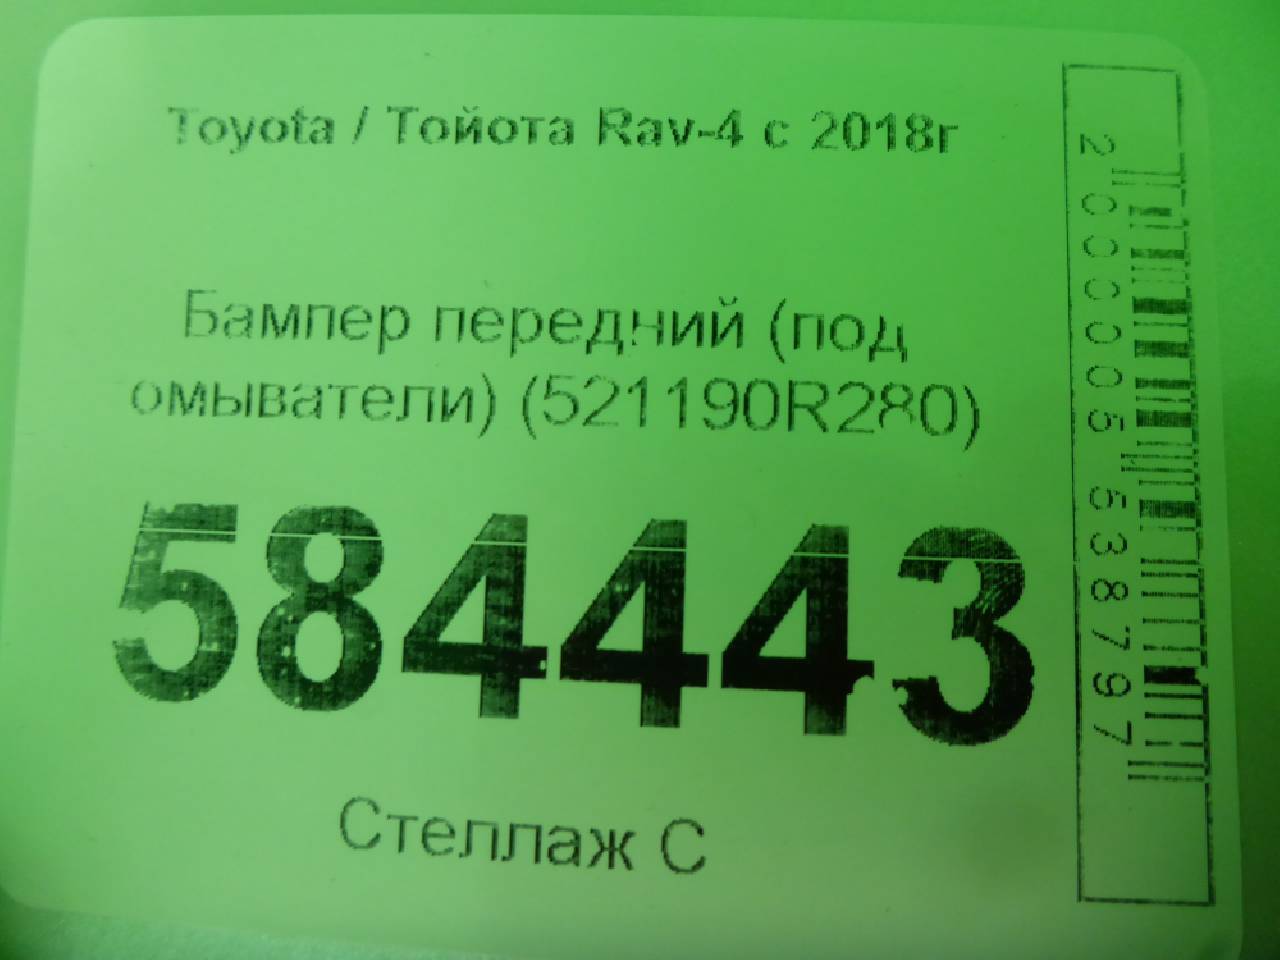 Toyota / Тойота Rav-4 с 2018г
Бампер передний (под
омыватели) (521190R280)
584443
Стеллаж С
2000005538797